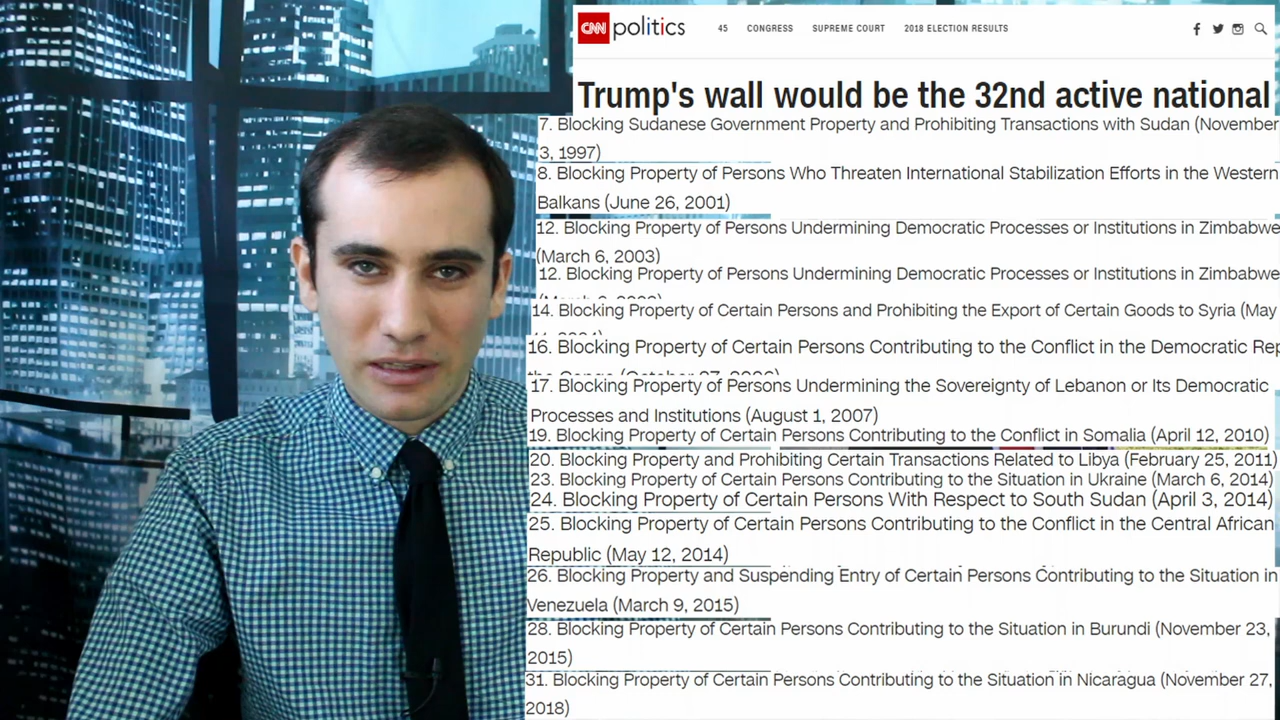 CNN politics 45 CONGRESS SUPREME COURT 2018 ELECTION RESULTS
Trump's wall would be the 32nd active national
7. Blocking Sudanese Government Property and Prohibiting Transactions with Sudan (November
3, 1997)
8. Blocking Property of Persons Who Threaten International Stabilization Efforts in the Western
Balkans (June 26, 2001)
12. Blocking Property of Persons Undermining Democratic Processes or Institutions in Zimbabwe
(March 6, 2003)
12. Blocking Property of Persons Undermining Democratic Processes or Institutions in Zimbabwe
14. Blocking Property of Certain Persons and Prohibiting the Export of Certain Goods to Syria (May
16. Blocking Property of Certain Persons Contributing to the Conflict in the Democratic Rep
17. Blocking Property of Persons Undermining the Sovereignty of Lebanon or Its Democratic
Processes and Institutions (August 1, 2007)
19. Blocking Property of Certain Persons Contributing to the Conflict in Somalia (April 12, 2010)
20. Blocking Property and Prohibiting Certain Transactions Related to Libya (February 25, 2011)
23. Blocking Property of Certain Persons Contributing to the Situation in Ukraine (March 6, 2014)
24. Blocking Property of Certain Persons With Respect to South Sudan (April 3, 2014)
25. Blocking Property of Certain Persons Contributing to the Conflict in the Central African
Republic (May 12, 2014)
26. Blocking Property and Suspending Entry of Certain Persons Contributing to the Situation in
Venezuela (March 9, 2015)
28. Blocking Property of Certain Persons Contributing to the Situation in Burundi (November 23,
2015)
31. Blocking Property of Certain Persons Contributing to the Situation in Nicaragua (November 27,
2018)